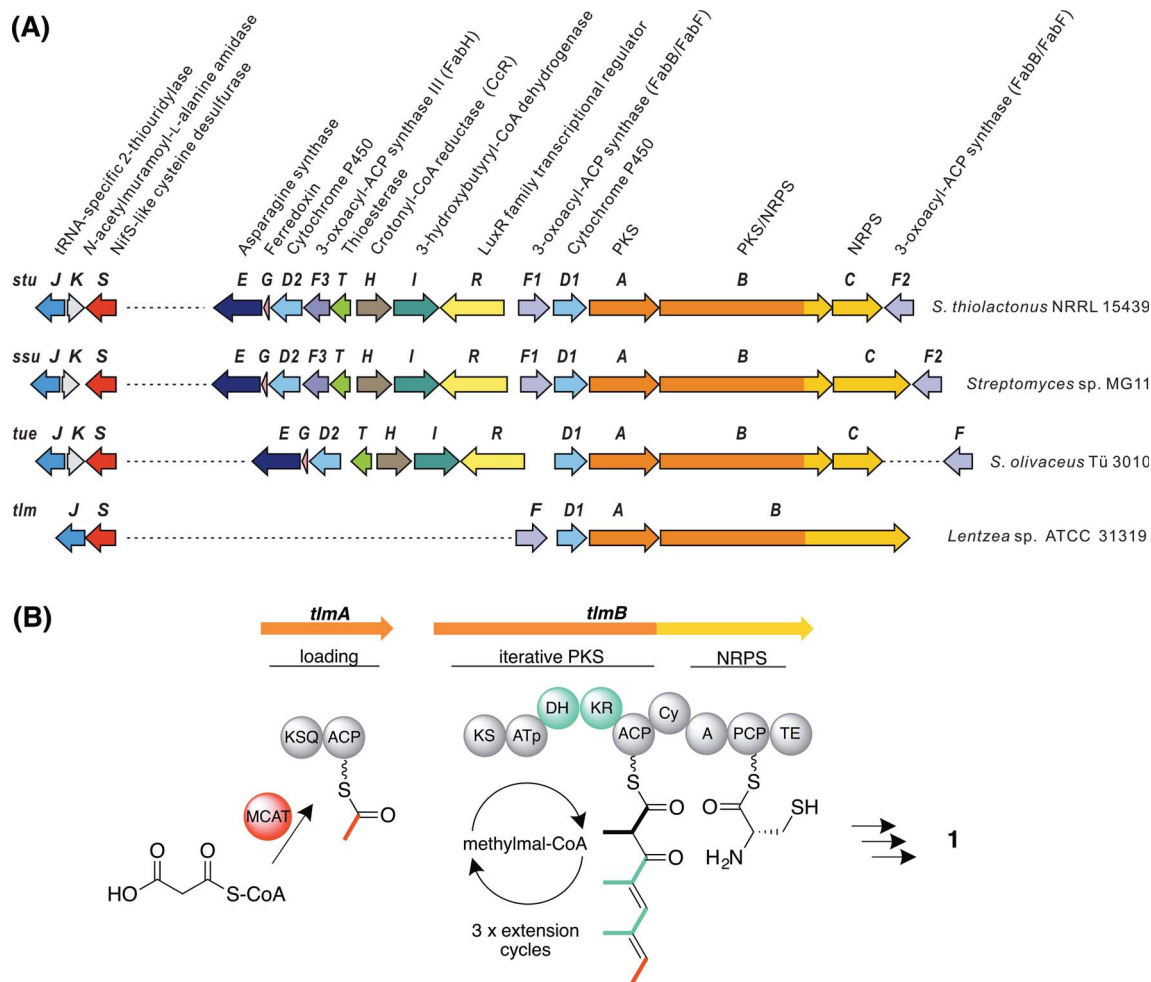 (A)
tRNA-specific 2-thiouridylase
N-acetylmuramoyl-L-alanine amidase
NifS-like cysteine desulfurase
Asparagine synthase
Ferredoxin
Cytochrome P450
3-oxoacyl-ACP synthase III (FabH)
Thioesterase
Crotonyl-CoA reductase (CcR)
3-hydroxybutyryl-CoA dehydrogenase
LuxR family transcriptional regulator
3-oxoacyl-ACP synthase (FabB/FabF)
Cytochrome P450
PKS
PKS/NRPS
NRPS
3-oxoacyl-ACP synthase (FabB/FabF)
stu J K S E G D2 F3 T H I R F1 D1 A B C F2
S. thiolactonus NRRL 15439
ssu J K S E G D2 F3 T H I R F1 D1 A B C F2
Streptomyces sp. MG11
tue J K S E G D2 T H I R D1 A B C F
S. olivaceus Tü 3010
tlm J S F D1 A B
Lentzea sp. ATCC 31319
(B)
tlmA tlmB
loading iterative PKS NRPS
DH KR Cy
KSQ ACP KS ATp ACP A PCP TE
S S S
MCAT O O O SH
O O methylmal-CoA O H2N 1
HO S-CoA
3 x extension
cycles